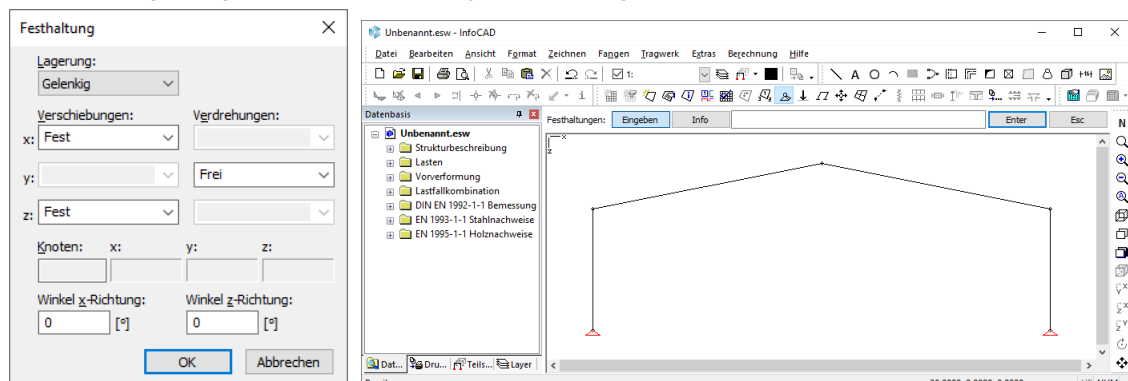 Festhaltung
Lagerung:
Gelenkig
Verschiebungen: Verdrehungen:
x: Fest
y: Frei
z: Fest
Knoten: x: y: z:
Winkel x-Richtung: Winkel z-Richtung:
0 [°] 0 [°]
OK Abbrechen
Unbenannt.esw - InfoCAD
Datei Bearbeiten Ansicht Format Zeichnen Fangen Tragwerk Extras Berechnung Hilfe
1:
Datenbasis
Festhaltungen: Eingeben Info Enter Esc
Unbenannt.esw
Strukturbeschreibung
Lasten
Vorverformung
Lastfallkombination
DIN EN 1992-1-1 Bemessung
EN 1993-1-1 Stahlnachweise
EN 1995-1-1 Holznachweise
x
z
N
Dat... Dru... Teils... Layer